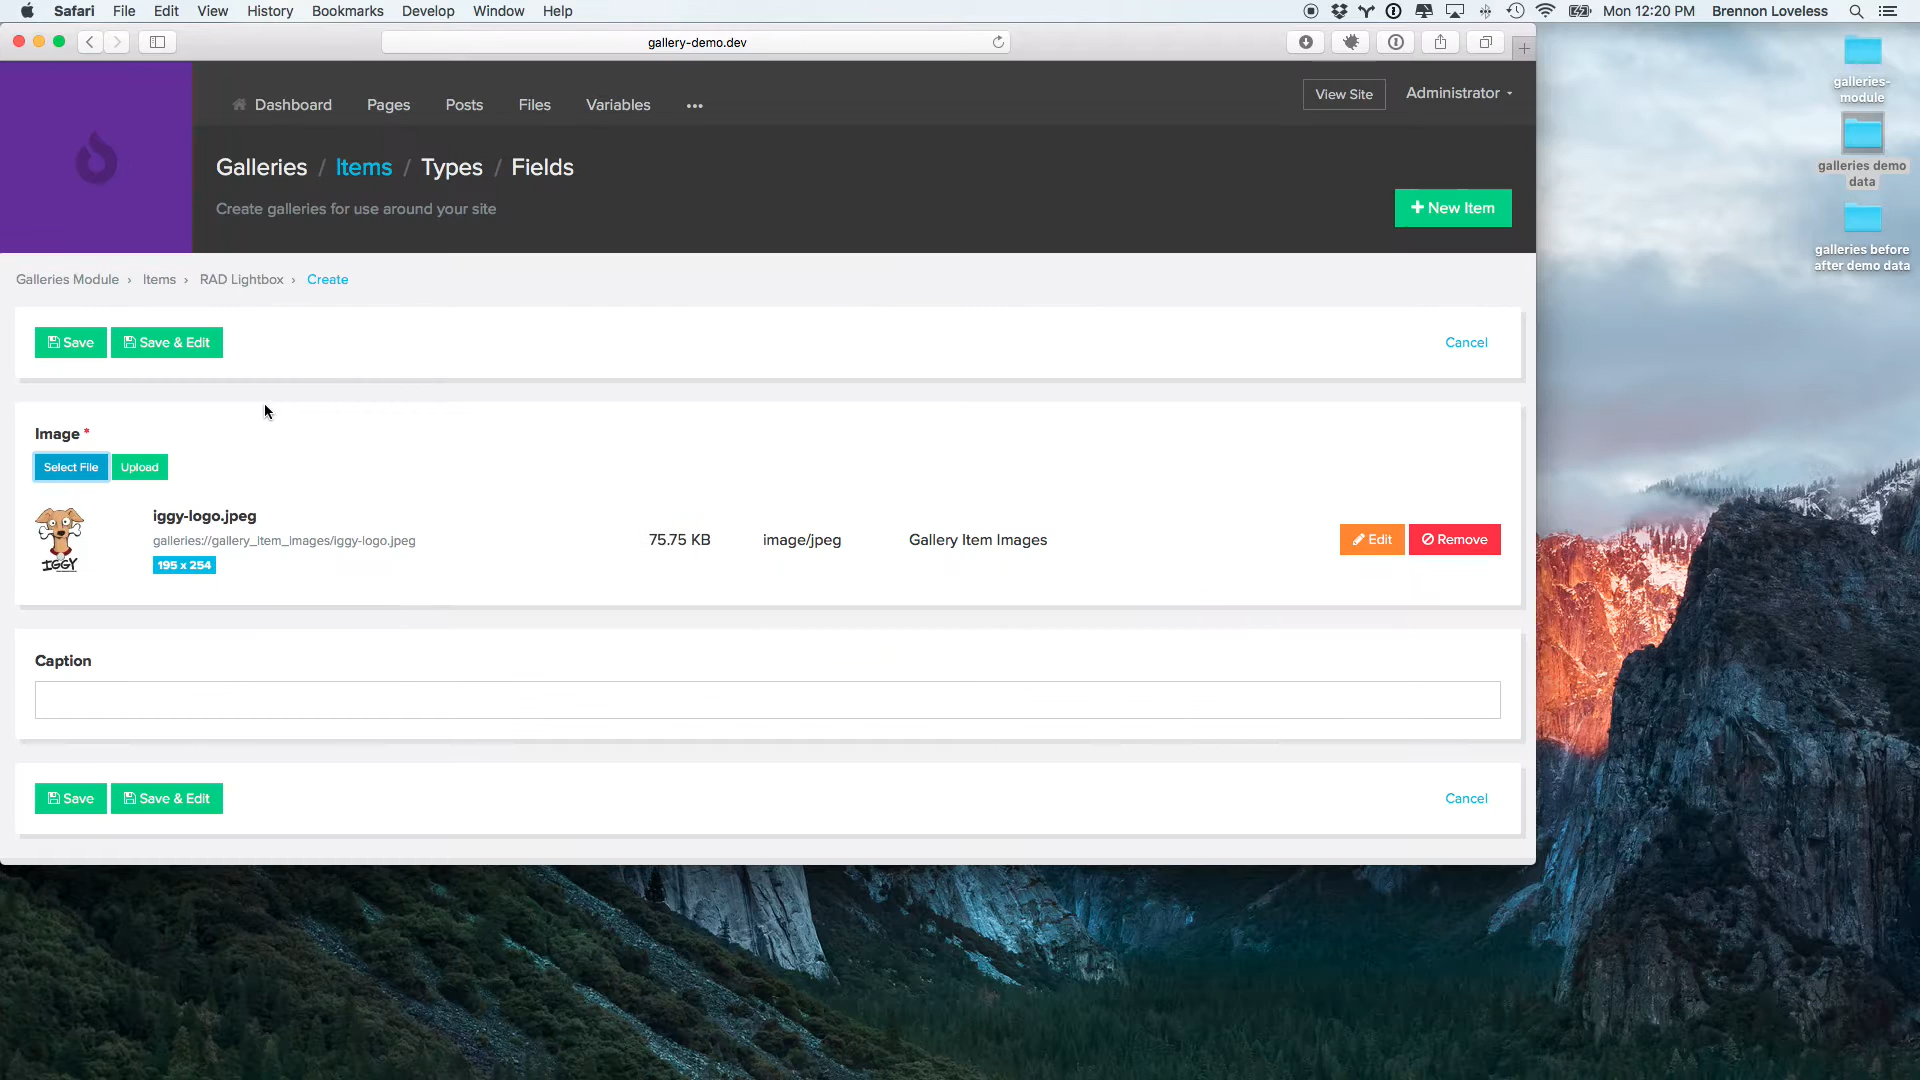 Safari File Edit View History Bookmarks Develop Window Help Mon 12:20 PM Brennon Loveless
gallery-demo.dev
Dashboard Pages Posts Files Variables ••• View Site Administrator
Galleries / Items / Types / Fields
Create galleries for use around your site
+ New Item
Galleries Module › Items › RAD Lightbox › Create
Save Save & Edit Cancel
Image *
Select File Upload
IGGY
iggy-logo.jpeg
galleries://gallery_item_images/iggy-logo.jpeg
195 x 254
75.75 KB image/jpeg Gallery Item Images Edit Remove
Caption
Save Save & Edit Cancel
galleries-
module
galleries demo
data
galleries before
after demo data